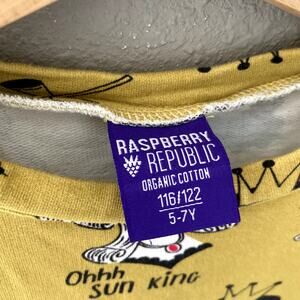 RASPBERRY
REPUBLIC
ORGANIC COTTON
116/122
5-7Y
Ohhh
SUN KING